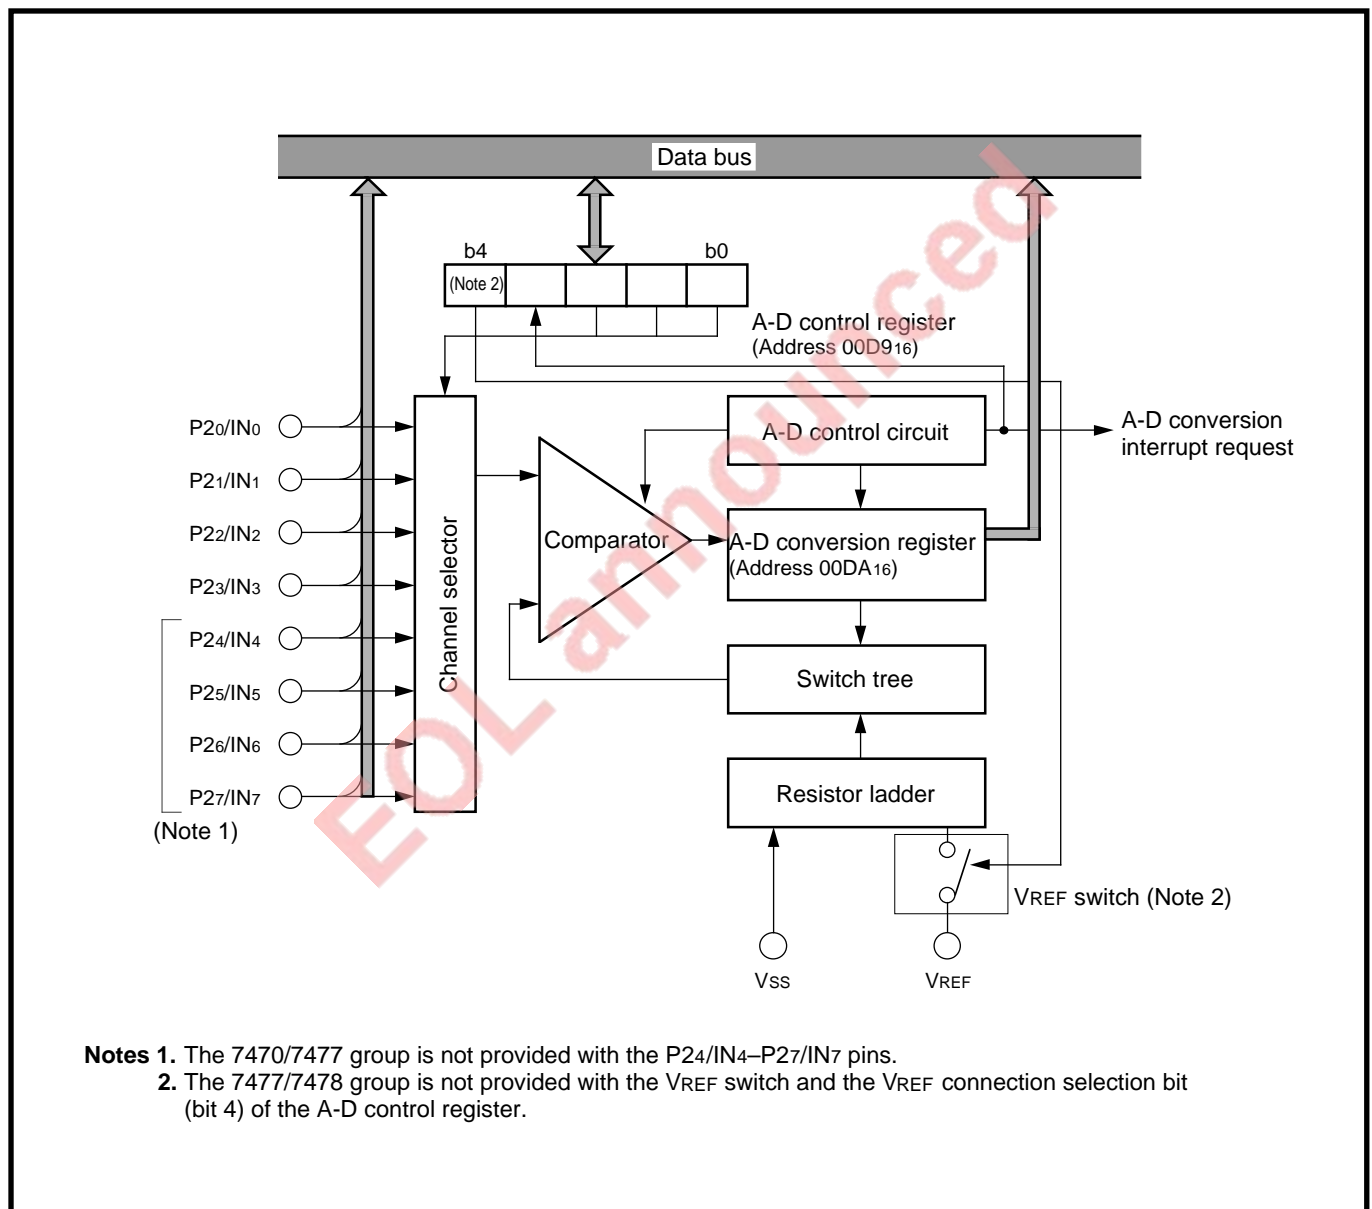 Data bus
b4
b0
(Note 2)
A-D control register
(Address 00D916)
P20/IN0
P21/IN1
P22/IN2
P23/IN3
P24/IN4
P25/IN5
P26/IN6
P27/IN7
(Note 1)
Channel selector
Comparator
A-D control circuit
A-D conversion
interrupt request
A-D conversion register
(Address 00DA16)
Switch tree
Resistor ladder
VREF switch (Note 2)
VSS
VREF
EOL announced
Notes 1. The 7470/7477 group is not provided with the P24/IN4–P27/IN7 pins.
2. The 7477/7478 group is not provided with the VREF switch and the VREF connection selection bit
(bit 4) of the A-D control register.